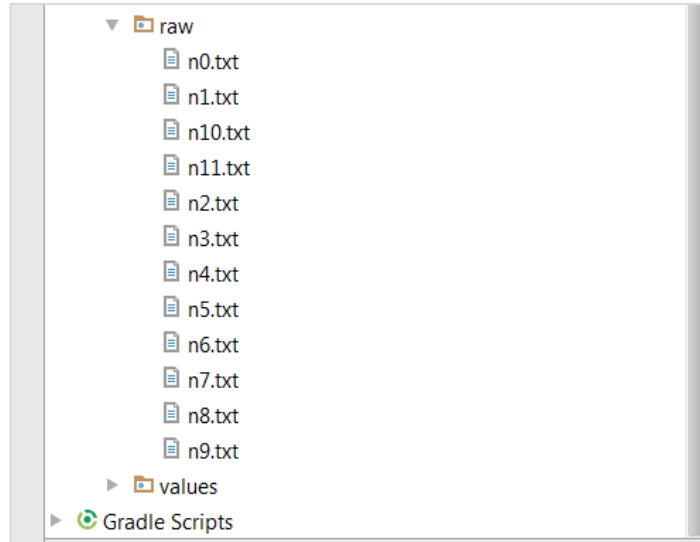 raw
n0.txt
n1.txt
n10.txt
n11.txt
n2.txt
n3.txt
n4.txt
n5.txt
n6.txt
n7.txt
n8.txt
n9.txt
values
Gradle Scripts